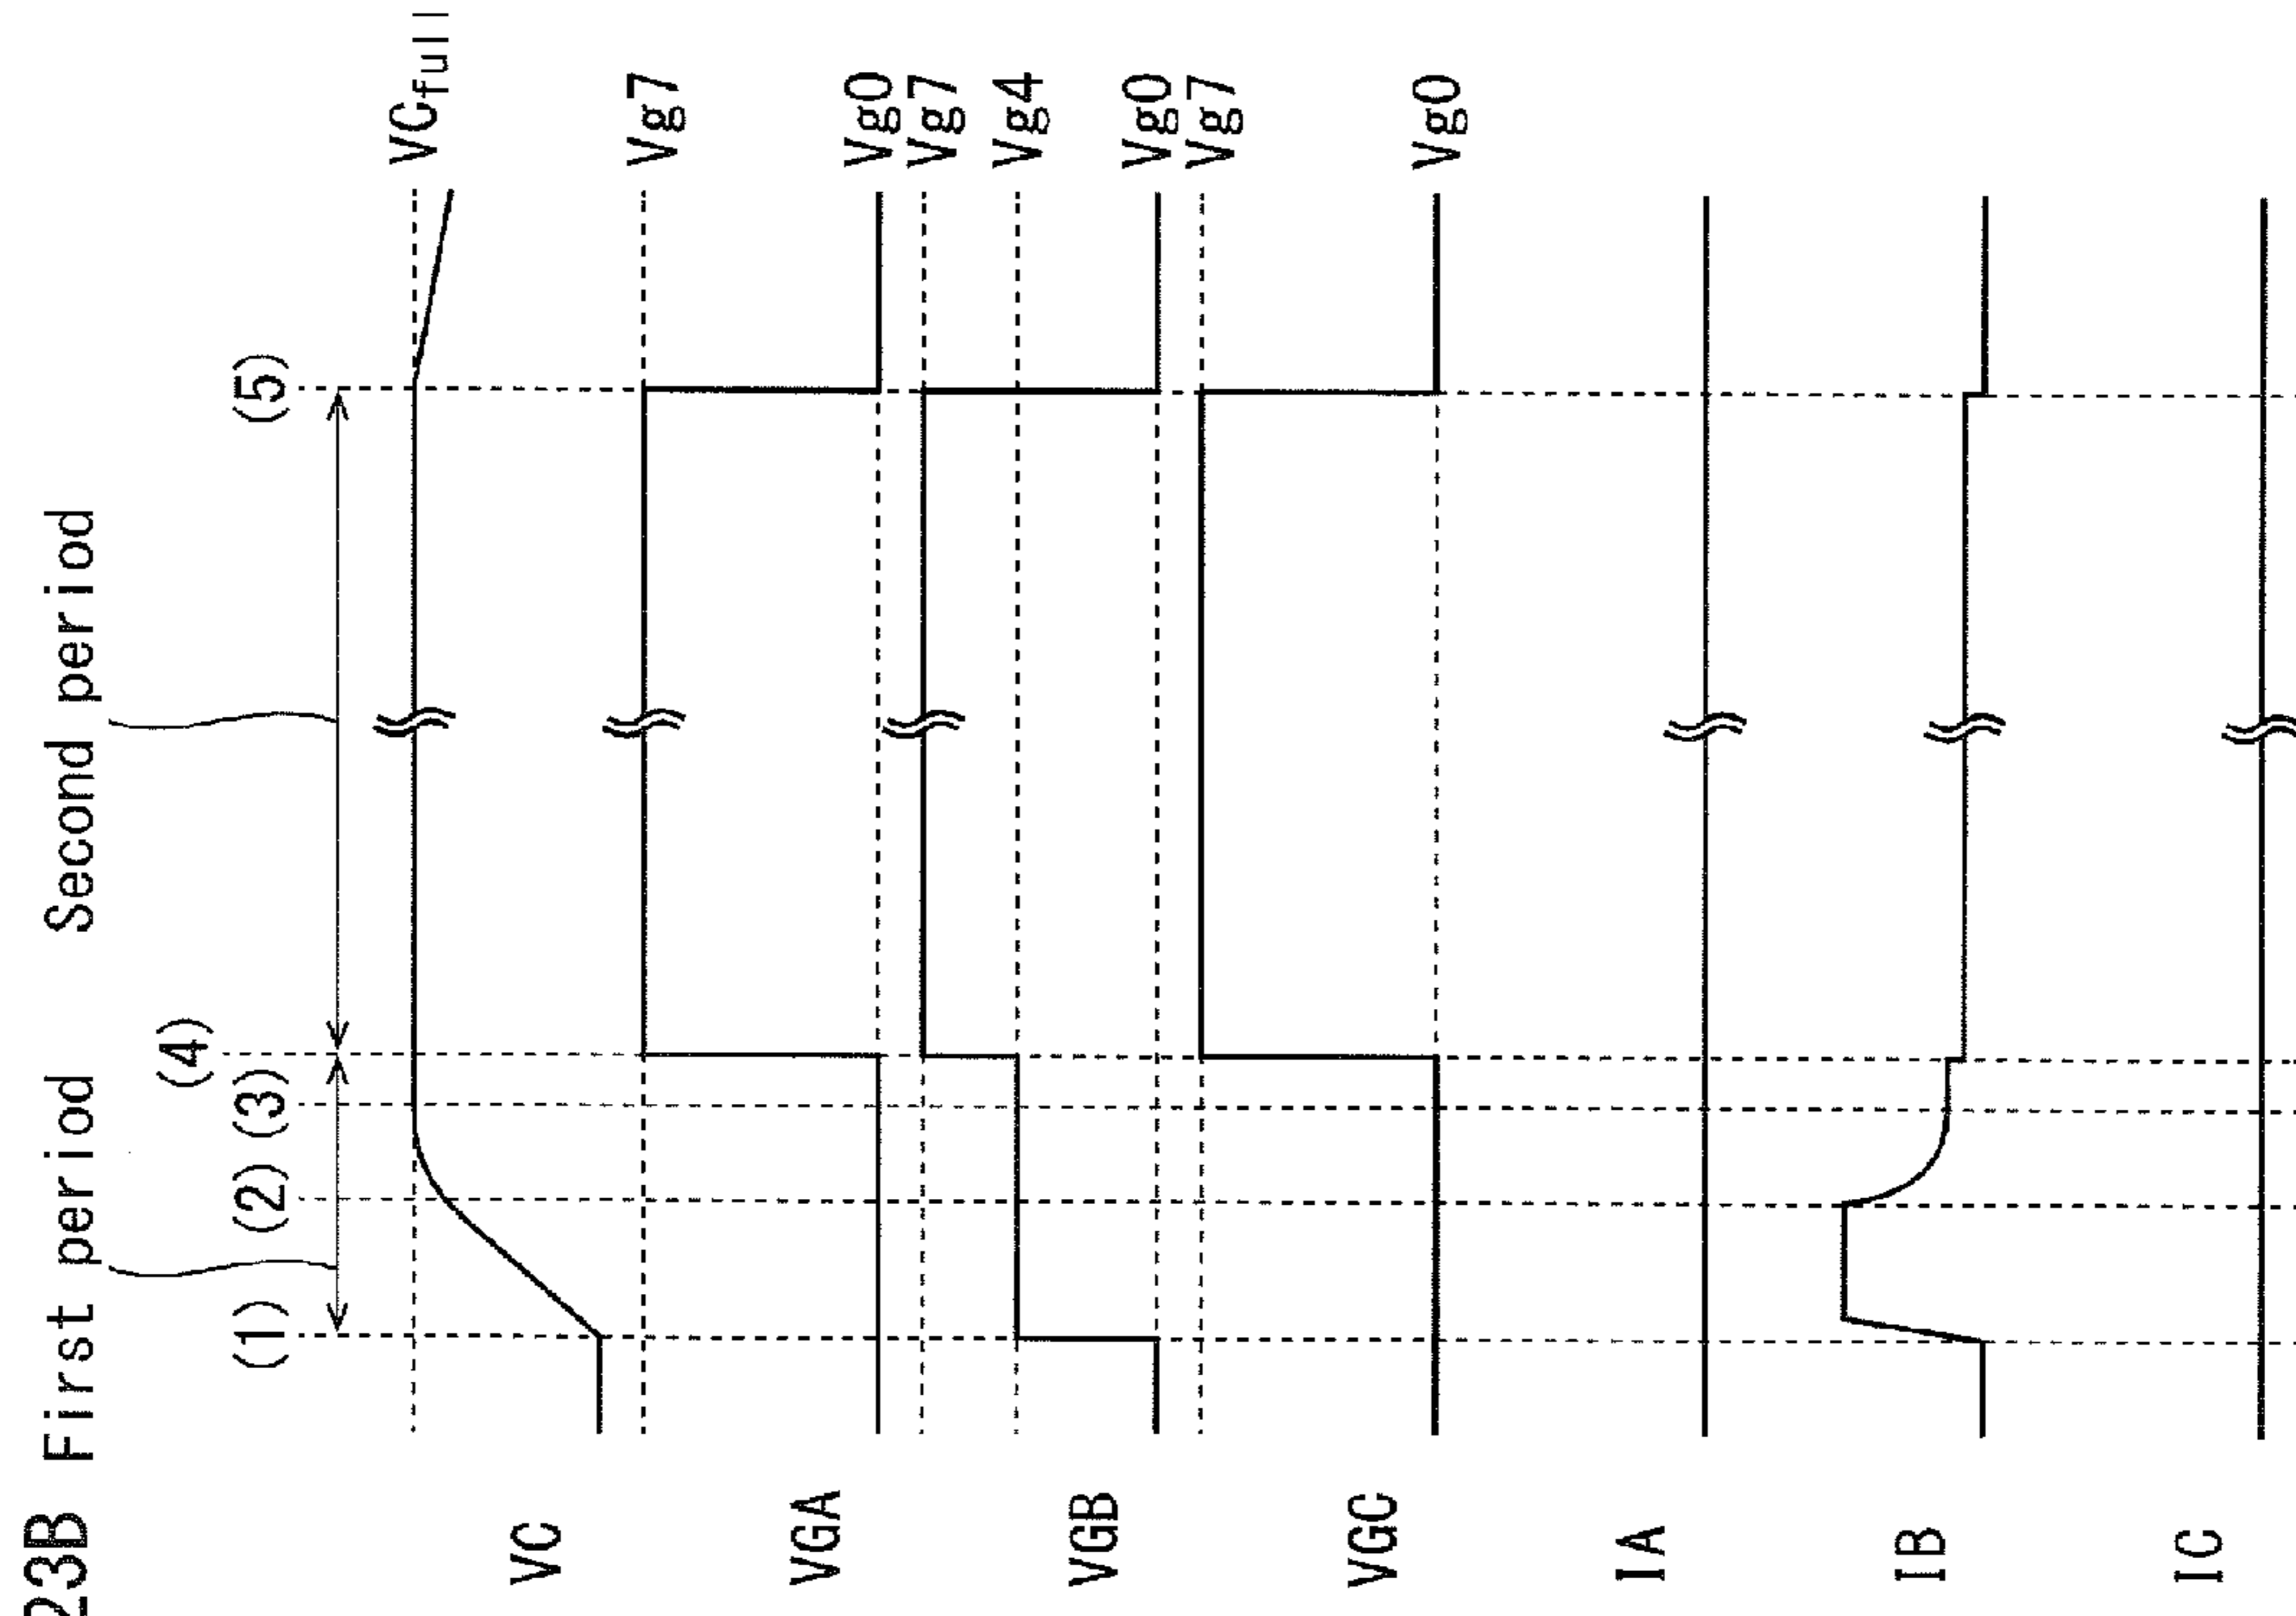 23B
First period
Second period
(1)
(2)
(3)
(4)
(5)
VC
VCfull
VGA
Vg7
Vg0
VGB
Vg7
Vg4
Vg0
VGC
Vg7
Vg0
IA
IB
IC